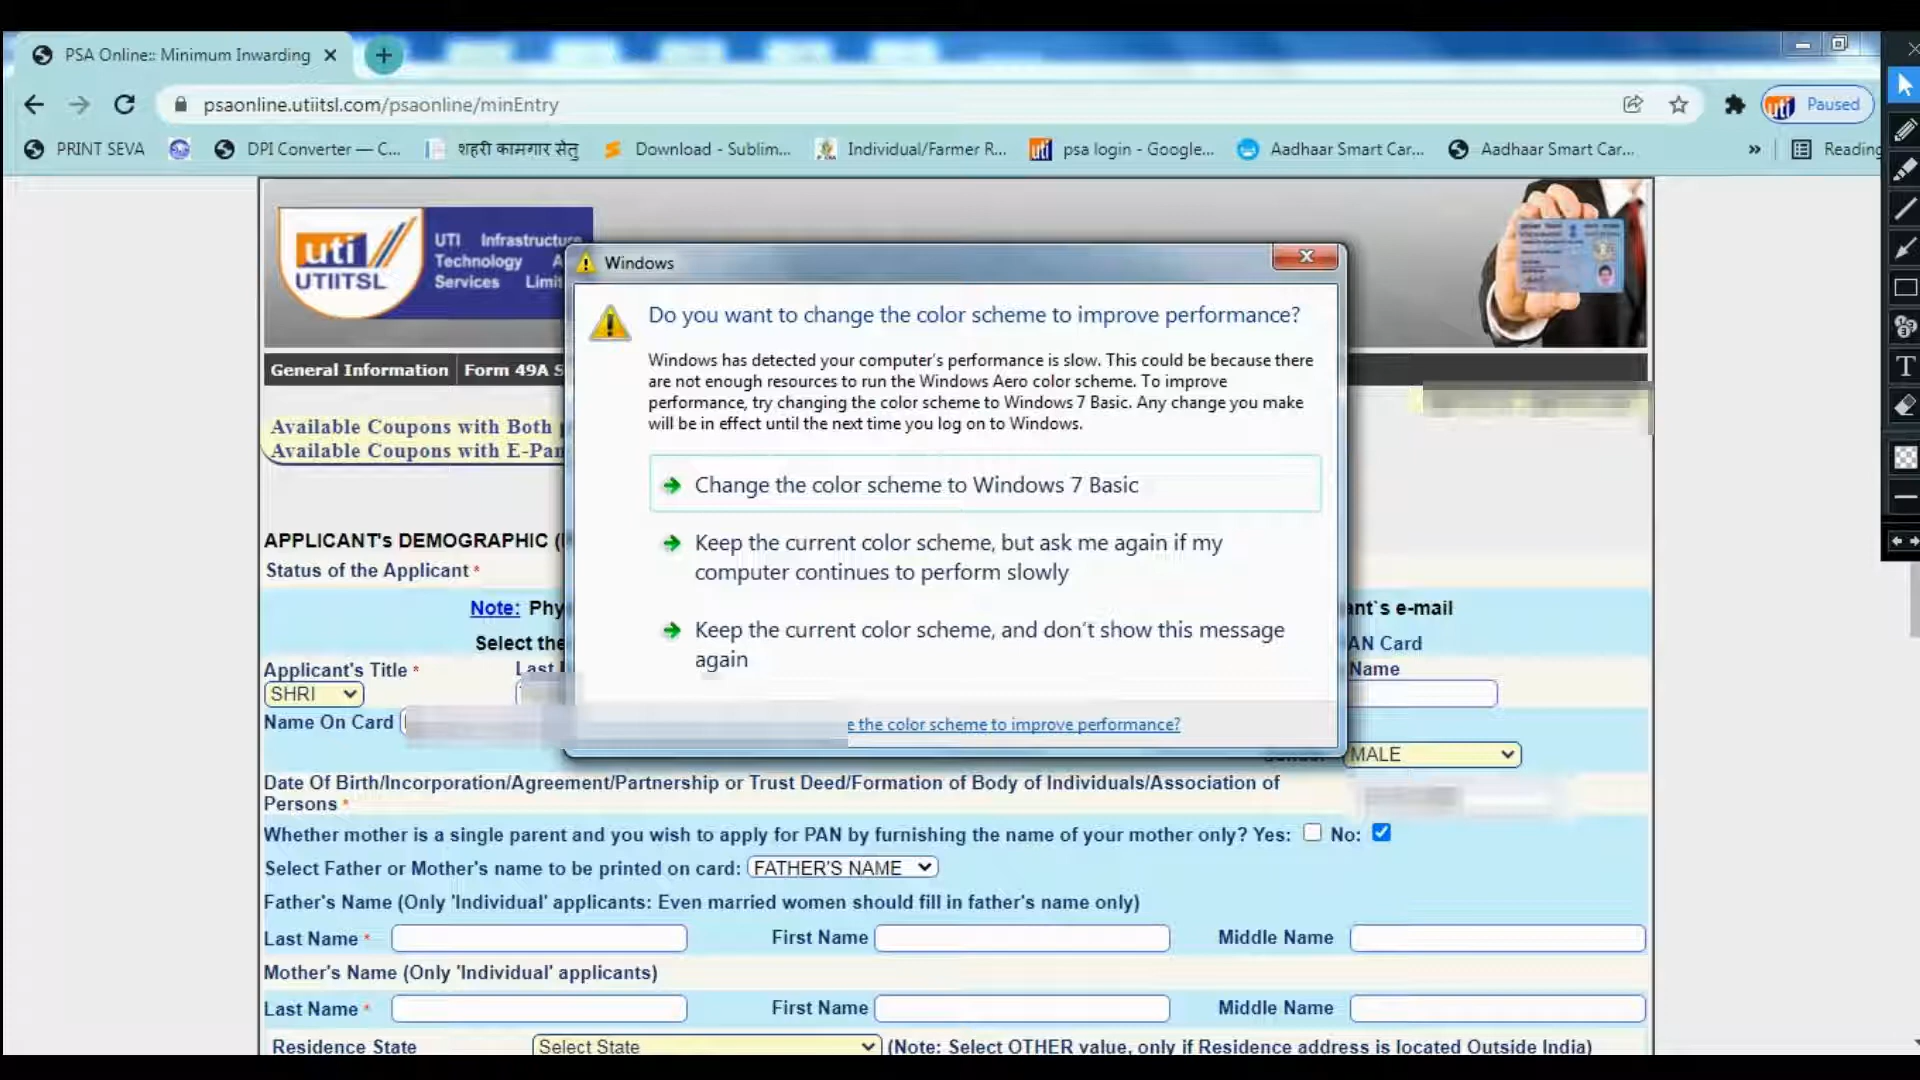 PSA Online:: Minimum Inwarding
psaonline.utiitsl.com/psaonline/minEntry
Paused
PRINT SEVA
DPI Converter — C...
शहरी कामगार सेतु
Download - Sublim...
Individual/Farmer R...
psa login - Google...
Aadhaar Smart Car...
Aadhaar Smart Car...
»
Reading
uti
UTIITSL
UTI Infrastructure
Technology A
Services Limit
Windows
Do you want to change the color scheme to improve performance?
Windows has detected your computer's performance is slow. This could be because there
are not enough resources to run the Windows Aero color scheme. To improve
performance, try changing the color scheme to Windows 7 Basic. Any change you make
will be in effect until the next time you log on to Windows.
Change the color scheme to Windows 7 Basic
Keep the current color scheme, but ask me again if my
computer continues to perform slowly
Keep the current color scheme, and don't show this message
again
e the color scheme to improve performance?
General Information
Form 49A S
Available Coupons with Both
Available Coupons with E-Pan
APPLICANT's DEMOGRAPHIC (
Status of the Applicant *
Note: Phy
ant`s e-mail
Select the
AN Card
Applicant's Title *
Last
Name
SHRI
Name On Card
MALE
Date Of Birth/Incorporation/Agreement/Partnership or Trust Deed/Formation of Body of Individuals/Association of
Persons *
Whether mother is a single parent and you wish to apply for PAN by furnishing the name of your mother only? Yes: No:
Select Father or Mother's name to be printed on card: FATHER'S NAME
Father's Name (Only 'Individual' applicants: Even married women should fill in father's name only)
Last Name * First Name Middle Name
Mother's Name (Only 'Individual' applicants)
Last Name * First Name Middle Name
Residence State Select State (Note: Select OTHER value, only if Residence address is located Outside India)